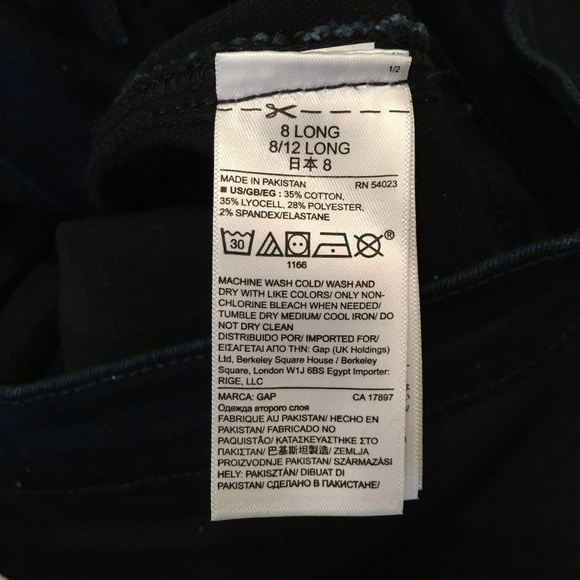 1/2
8 LONG
8/12 LONG
日本 8
MADE IN PAKISTAN RN 54023
■ US/GB/EG : 35% COTTON,
35% LYOCELL, 28% POLYESTER,
2% SPANDEX/ELASTANE
30 ®
1166
MACHINE WASH COLD/ WASH AND
DRY WITH LIKE COLORS/ ONLY NON-
CHLORINE BLEACH WHEN NEEDED/
TUMBLE DRY MEDIUM/ COOL IRON/ DO
NOT DRY CLEAN
DISTRIBUIDO POR/ IMPORTED FOR/
ΕΙΣΑΓΕΤΑΙ ΑΠΟ ΤΗΝ: Gap (UK Holdings)
Ltd, Berkeley Square House / Berkeley
Square, London W1J 6BS Egypt Importer:
RIGE, LLC
MARCA: GAP CA 17897
Одежда второго слоя
FABRIQUE AU PAKISTAN/ HECHO EN
PAKISTAN/ FABRICADO NO
PAQUISTÃO/ ΚΑΤΑΣΚΕΥΑΣΤΗΚΕ ΣΤΟ
ΠΑΚΙΣΤΑΝ/ 巴基斯坦製造/ ZEMLJA
PROIZVODNJE PAKISTAN/ SZÁRMAZÁSI
HELY: PAKISZTÁN/ DIBUAT DI
PAKISTAN/ СДЕЛАНО В ПАКИСТАНЕ/